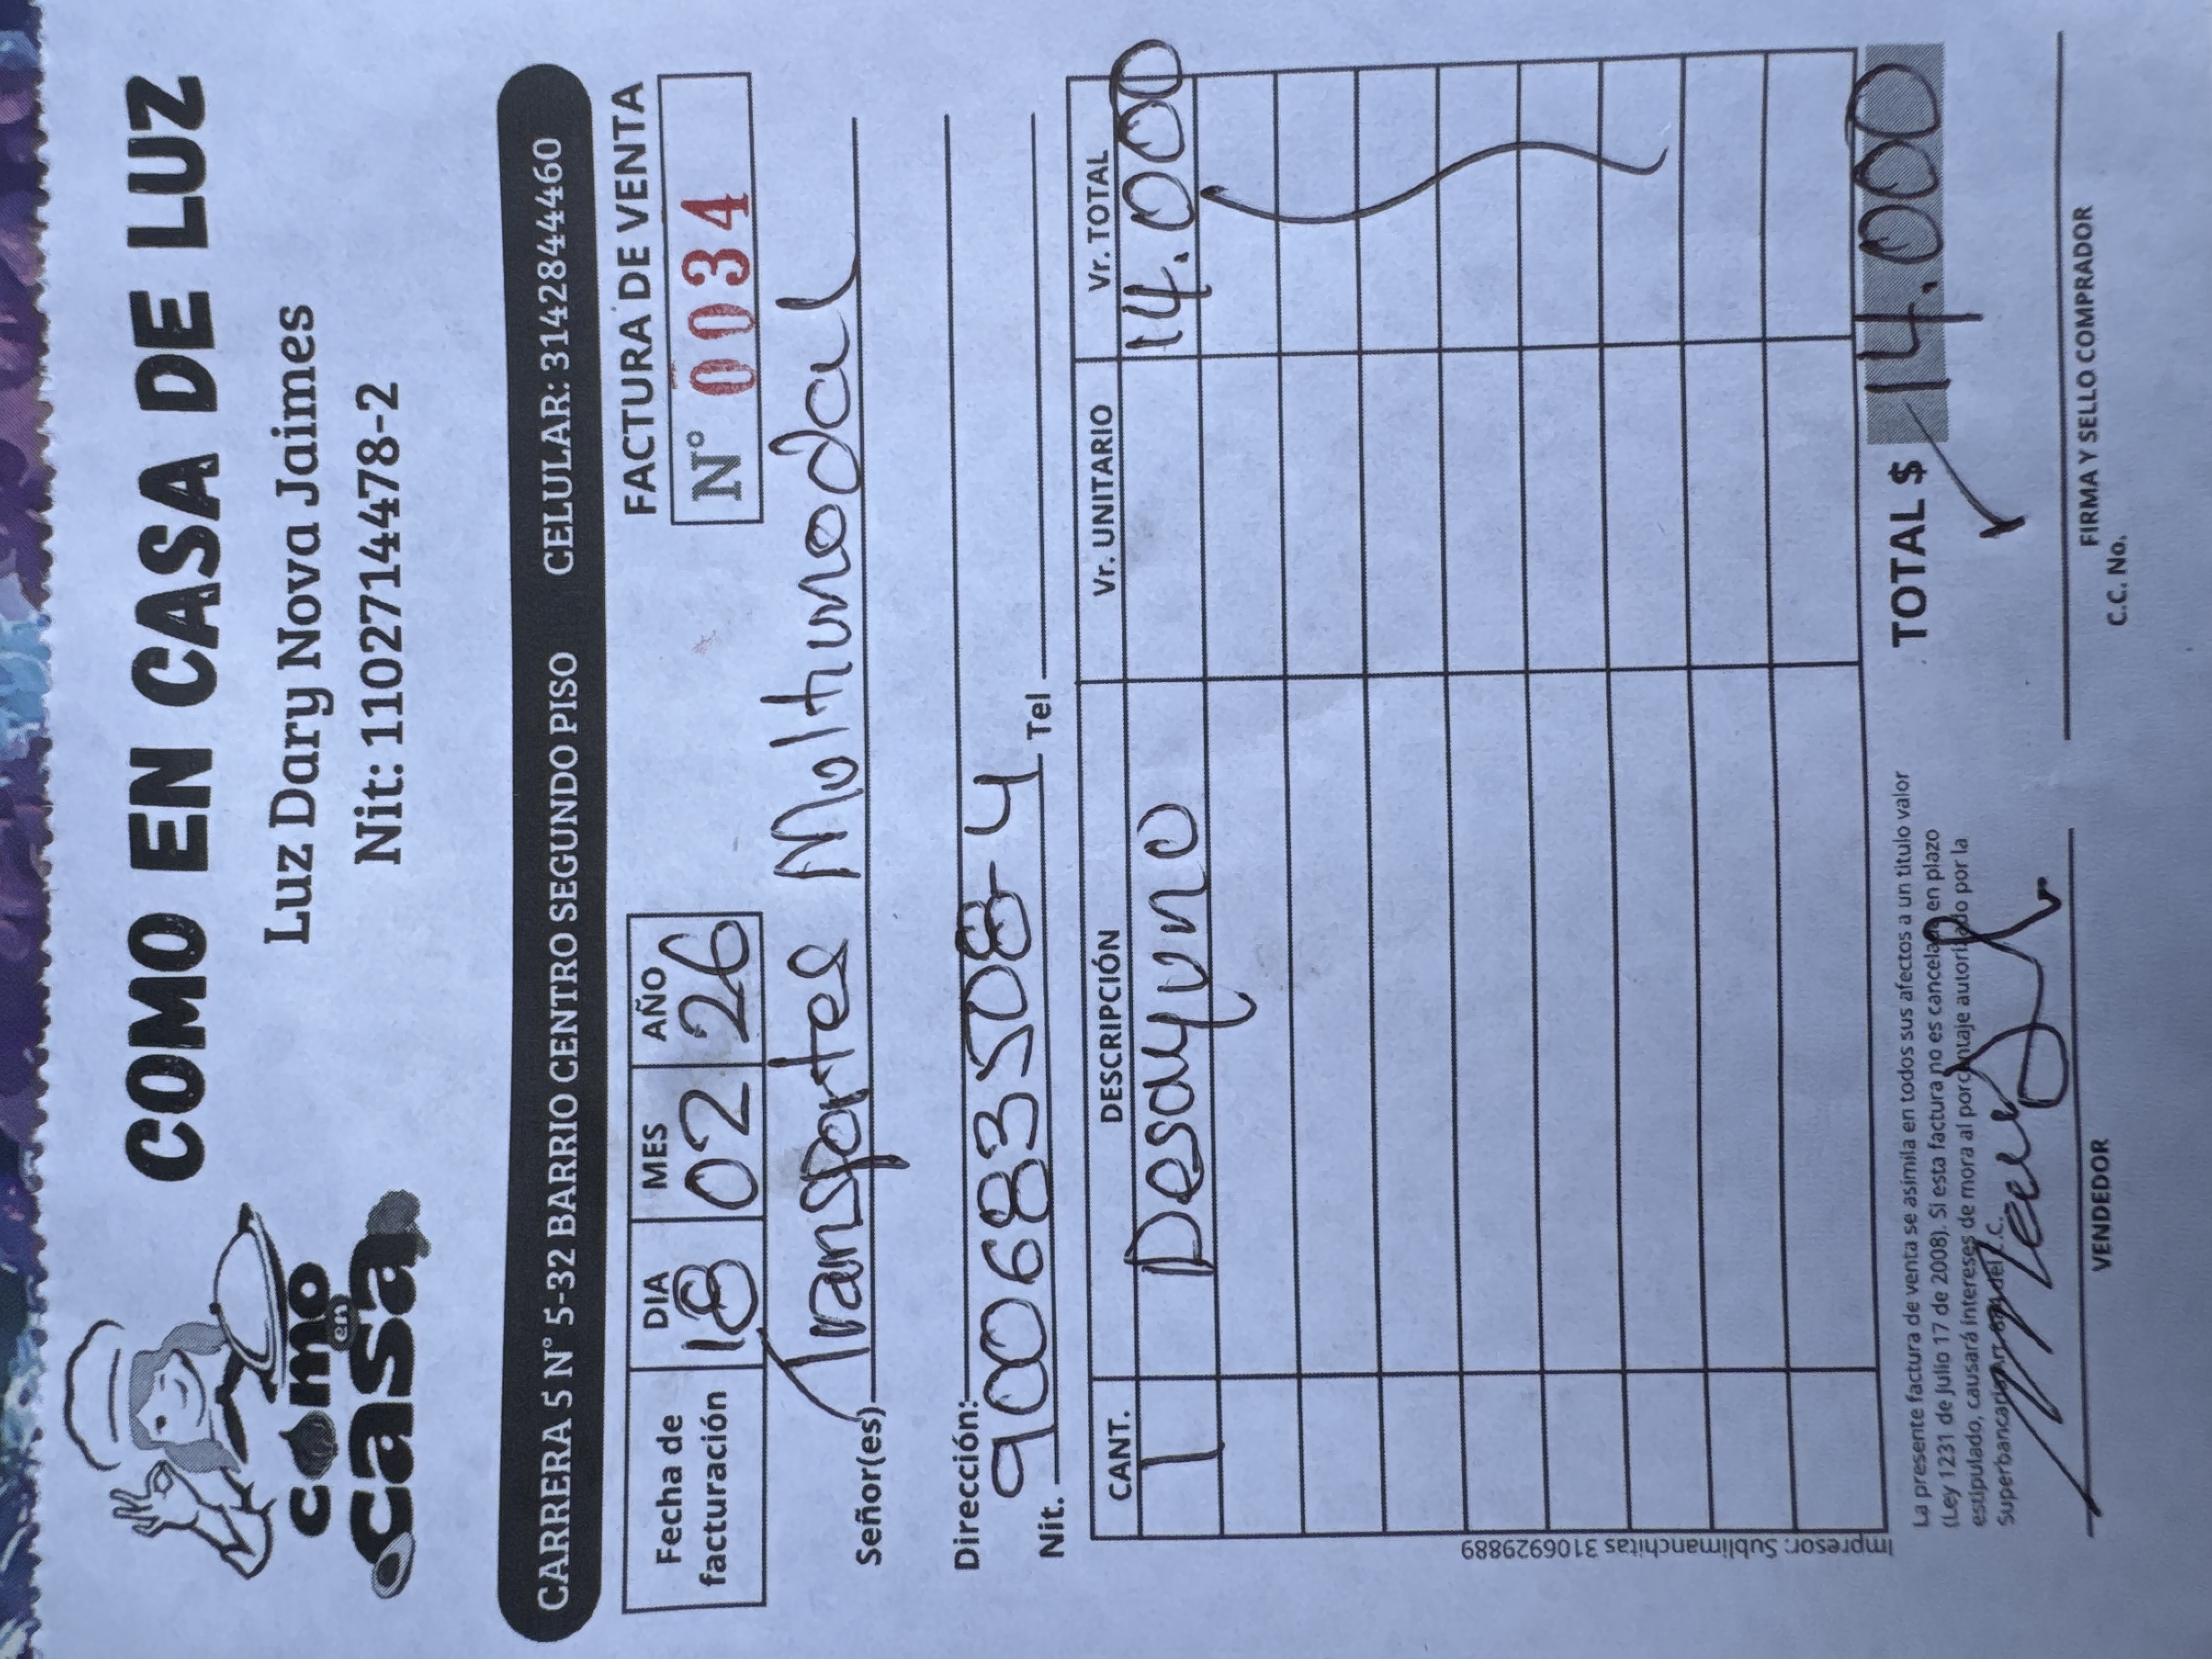 COMO EN CASA DE LUZ
Luz Dary Nova Jaimes
Nit: 1102714478-2
como
en
casa
CARRERA 5 N° 5-32 BARRIO CENTRO SEGUNDO PISO CELULAR: 3142844460
FACTURA DE VENTA
N° 0034
Fecha de facturación
DIA MES AÑO
18 02 26
Señor(es) Transportes Multimodal
Dirección:
Nit. 900683508-4 Tel
CANT. DESCRIPCIÓN Vr. UNITARIO Vr. TOTAL
1 Desayuno 14.000
TOTAL $ 14.000
La presente factura de venta se asimila en todos sus afectos a un titulo valor
(Ley 1231 de Julio 17 de 2008). Si esta factura no es cancelada en plazo
estipulado, causará intereses de mora al porcentaje autorizado por la
Superbancaria, del C.C.
VENDEDOR
FIRMA Y SELLO COMPRADOR
C.C. No.
Impresor: Sublimanchitas 3106929889